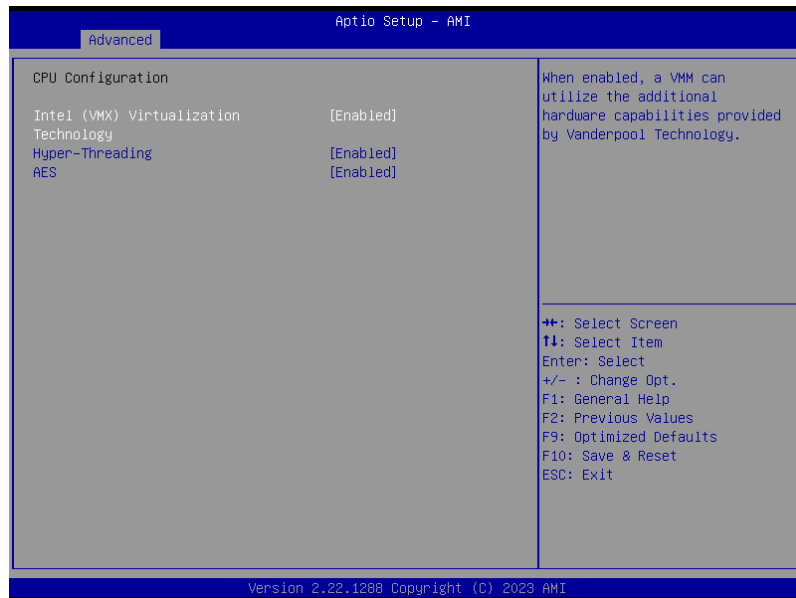 Aptio Setup – AMI
Advanced
CPU Configuration
Intel (VMX) Virtualization [Enabled]
Technology
Hyper-Threading [Enabled]
AES [Enabled]
When enabled, a VMM can
utilize the additional
hardware capabilities provided
by Vanderpool Technology.
→←: Select Screen
↑↓: Select Item
Enter: Select
+/- : Change Opt.
F1: General Help
F2: Previous Values
F9: Optimized Defaults
F10: Save & Reset
ESC: Exit
Version 2.22.1288 Copyright (C) 2023 AMI